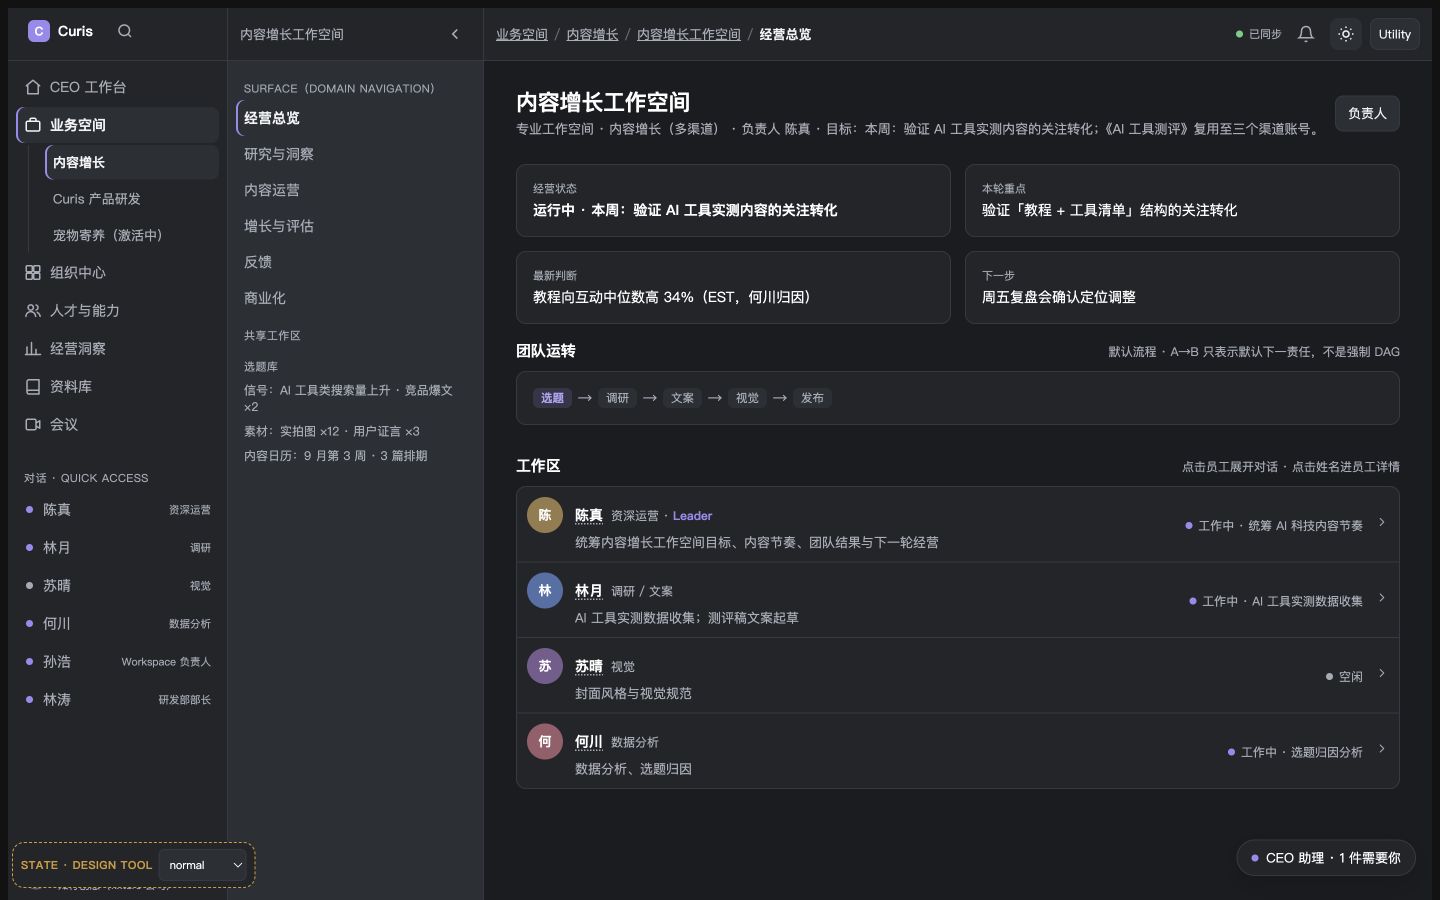 C Curis
内容增长工作空间
业务空间 / 内容增长 / 内容增长工作空间 / 经营总览
已同步
Utility
CEO 工作台
业务空间
内容增长
Curis 产品研发
宠物寄养（激活中）
组织中心
人才与能力
经营洞察
资料库
会议
对话 · QUICK ACCESS
陈真 资深运营
林月 调研
苏晴 视觉
何川 数据分析
孙浩 Workspace 负责人
林涛 研发部部长
STATE · DESIGN TOOL normal
SURFACE（DOMAIN NAVIGATION）
经营总览
研究与洞察
内容运营
增长与评估
反馈
商业化
共享工作区
选题库
信号：AI 工具类搜索量上升 · 竞品爆文
×2
素材：实拍图 ×12 · 用户证言 ×3
内容日历：9 月第 3 周 · 3 篇排期
内容增长工作空间
专业工作空间 · 内容增长（多渠道） · 负责人 陈真 · 目标：本周：验证 AI 工具实测内容的关注转化；《AI 工具测评》复用至三个渠道账号。
负责人
经营状态
运行中 · 本周：验证 AI 工具实测内容的关注转化
本轮重点
验证「教程 + 工具清单」结构的关注转化
最新判断
教程向互动中位数高 34%（EST，何川归因）
下一步
周五复盘会确认定位调整
团队运转
默认流程 · A→B 只表示默认下一责任，不是强制 DAG
选题 → 调研 → 文案 → 视觉 → 发布
工作区
点击员工展开对话 · 点击姓名进员工详情
陈 陈真 资深运营 · Leader
统筹内容增长工作空间目标、内容节奏、团队结果与下一轮经营
工作中 · 统筹 AI 科技内容节奏
林 林月 调研 / 文案
AI 工具实测数据收集；测评稿文案起草
工作中 · AI 工具实测数据收集
苏 苏晴 视觉
封面风格与视觉规范
空闲
何 何川 数据分析
数据分析、选题归因
工作中 · 选题归因分析
CEO 助理 · 1 件需要你